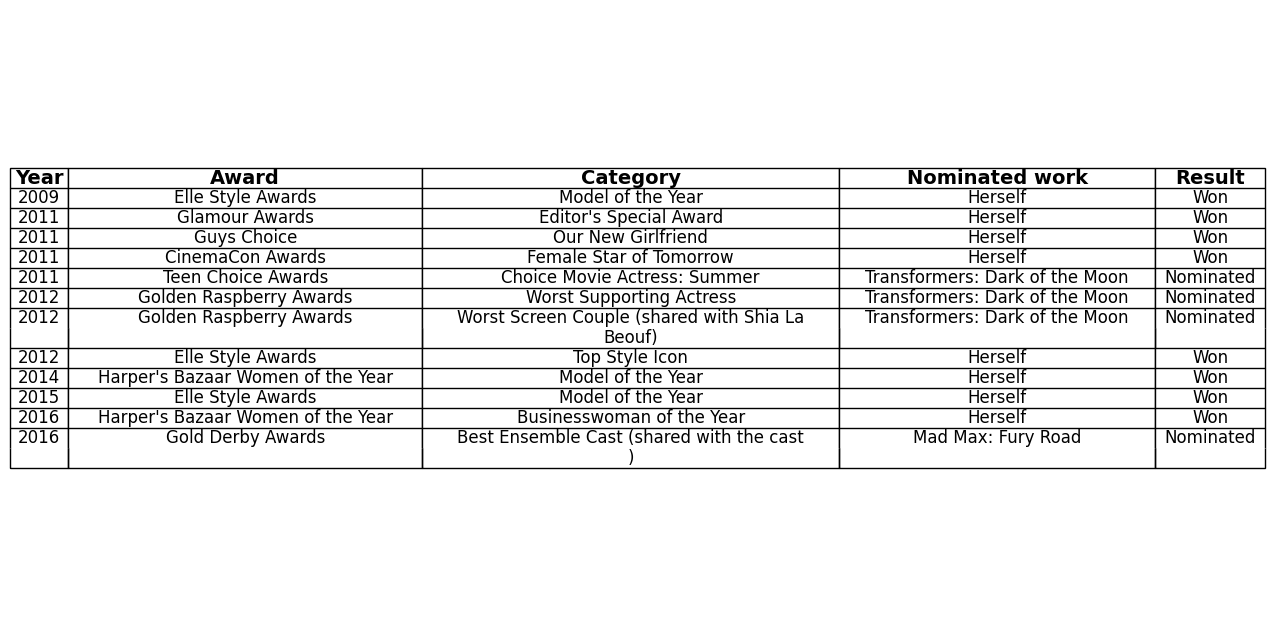 Year Award Category Nominated work Result
2009 Elle Style Awards Model of the Year Herself Won
2011 Glamour Awards Editor's Special Award Herself Won
2011 Guys Choice Our New Girlfriend Herself Won
2011 CinemaCon Awards Female Star of Tomorrow Herself Won
2011 Teen Choice Awards Choice Movie Actress: Summer Transformers: Dark of the Moon Nominated
2012 Golden Raspberry Awards Worst Supporting Actress Transformers: Dark of the Moon Nominated
2012 Golden Raspberry Awards Worst Screen Couple (shared with Shia La Transformers: Dark of the Moon Nominated
Beouf)
2012 Elle Style Awards Top Style Icon Herself Won
2014 Harper's Bazaar Women of the Year Model of the Year Herself Won
2015 Elle Style Awards Model of the Year Herself Won
2016 Harper's Bazaar Women of the Year Businesswoman of the Year Herself Won
2016 Gold Derby Awards Best Ensemble Cast (shared with the cast Mad Max: Fury Road Nominated
)